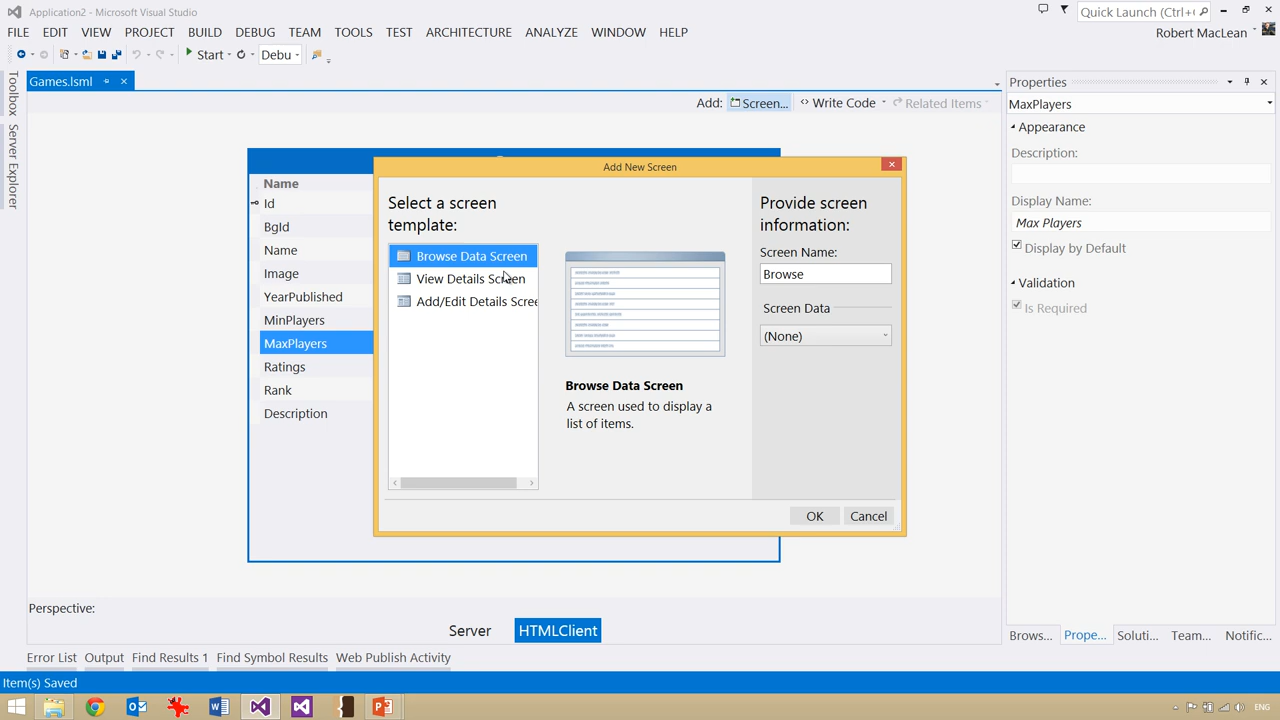 Application2 - Microsoft Visual Studio
Quick Launch (Ctrl+
FILE EDIT VIEW PROJECT BUILD DEBUG TEAM TOOLS TEST ARCHITECTURE ANALYZE WINDOW HELP
Robert MacLean
Start
Debu
Games.lsml
Toolbox
Server Explorer
Add: Screen... Write Code Related Items
Name
Id
BgId
Name
Image
YearPublished
MinPlayers
MaxPlayers
Ratings
Rank
Description
Add New Screen
Select a screen
template:
Browse Data Screen
View Details Screen
Add/Edit Details Scree
Browse Data Screen
A screen used to display a
list of items.
Provide screen
information:
Screen Name:
Browse
Screen Data
(None)
OK Cancel
Properties
MaxPlayers
Appearance
Description:
Display Name:
Max Players
Display by Default
Validation
Is Required
Perspective:
Server HTMLClient
Brows... Prope... Soluti... Team... Notific...
Error List Output Find Results 1 Find Symbol Results Web Publish Activity
Item(s) Saved
ENG